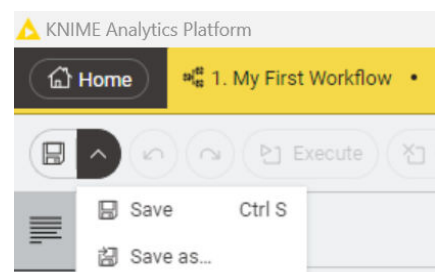 KNIME Analytics Platform
Home 1. My First Workflow •
Execute
Save Ctrl S
Save as...